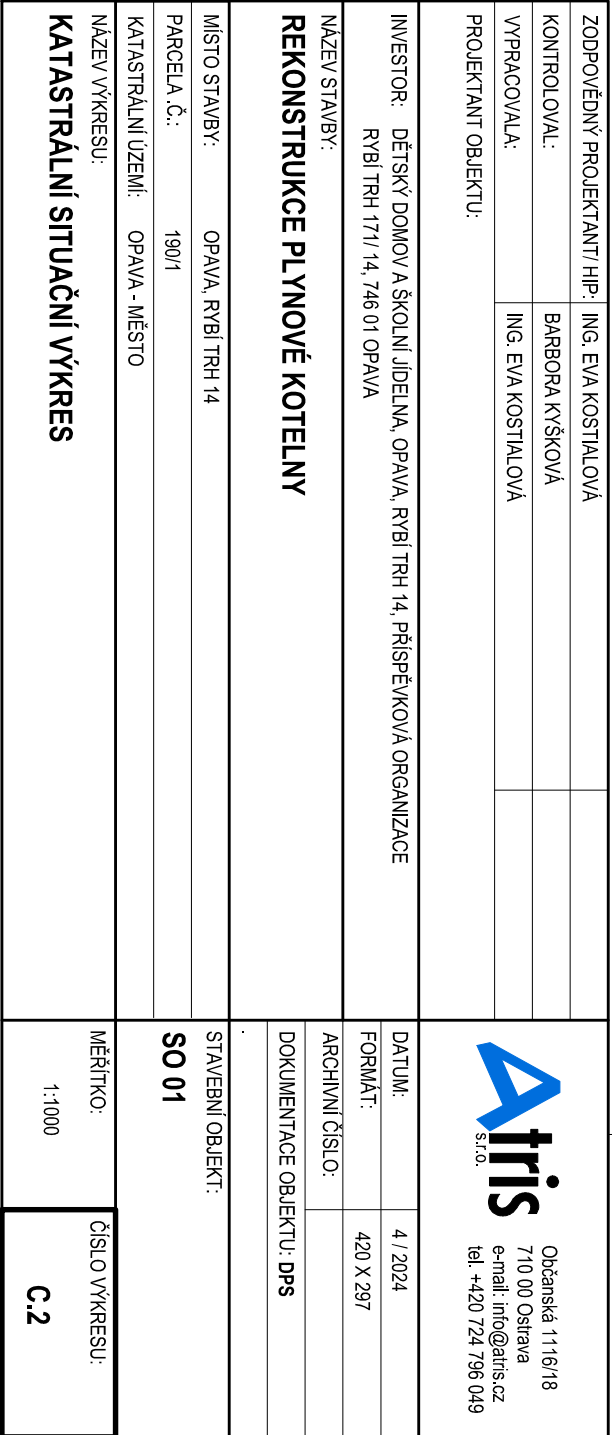 ZODPOVĚDNÝ PROJEKTANT/ HIP: ING. EVA KOSTIALOVÁ
KONTROLOVAL: BARBORA KYŠKOVÁ
VYPRACOVALA: ING. EVA KOSTIALOVÁ
PROJEKTANT OBJEKTU:
Atris
s.r.o.
Občanská 1116/18
710 00 Ostrava
e-mail: info@atris.cz
tel. +420 724 796 049
INVESTOR: DĚTSKÝ DOMOV A ŠKOLNÍ JÍDELNA, OPAVA, RYBÍ TRH 14, PŘÍSPĚVKOVÁ ORGANIZACE
RYBÍ TRH 171/ 14, 746 01 OPAVA
DATUM: 4 / 2024
FORMÁT: 420 X 297
NÁZEV STAVBY:
REKONSTRUKCE PLYNOVÉ KOTELNY
ARCHIVNÍ ČÍSLO:
DOKUMENTACE OBJEKTU: DPS
MÍSTO STAVBY: OPAVA, RYBÍ TRH 14
PARCELA .Č.: 190/1
KATASTRÁLNÍ ÚZEMÍ: OPAVA - MĚSTO
STAVEBNÍ OBJEKT:
SO 01
NÁZEV VÝKRESU:
KATASTRÁLNÍ SITUAČNÍ VÝKRES
MĚŘÍTKO:
1:1000
ČÍSLO VÝKRESU:
C.2